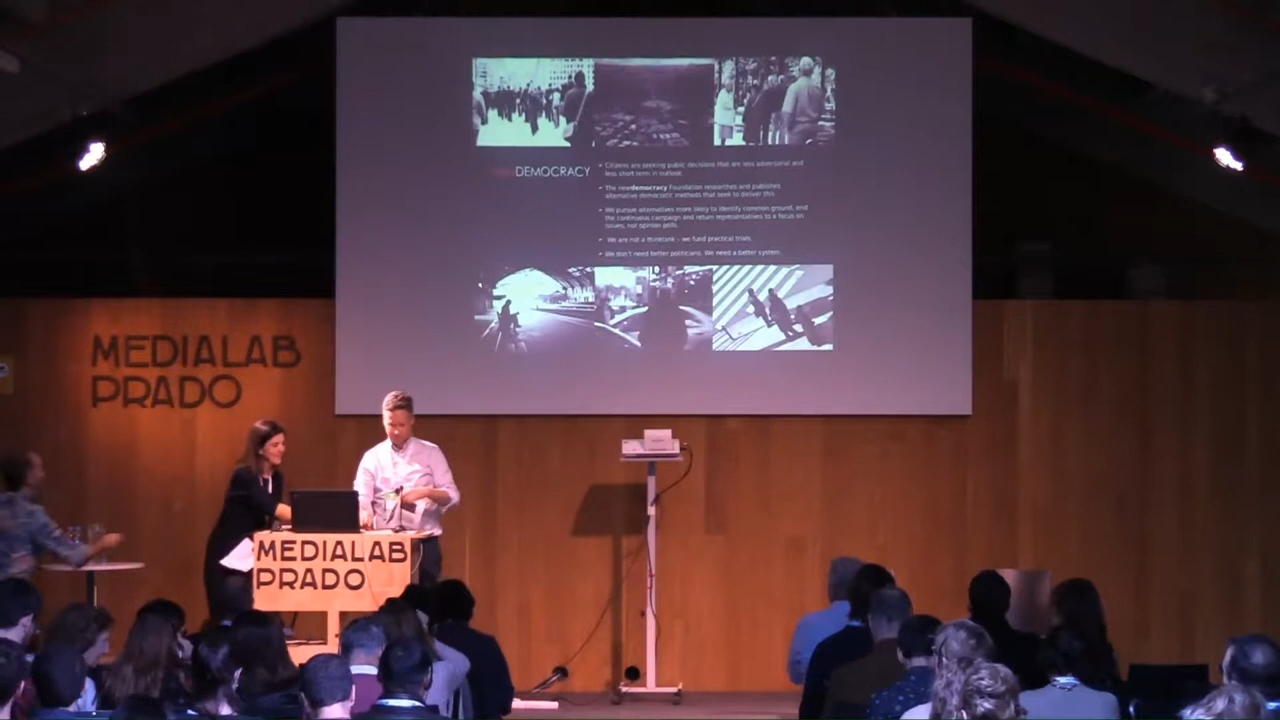 DEMOCRACY
• Citizens are seeking public decisions that are less adversarial and
less short term in outlook
• The newdemocracy Foundation researches and publishes
alternative democratic methods that seek to deliver this
• We pursue alternatives more likely to identify common ground, end
the continuous campaign and return representatives to a focus on
issues, not opinion polls
• We are not a thinktank – we fund practical trials.
• We don't need better politicians. We need a better system.
MEDIALAB
PRADO
MEDIALAB
PRADO